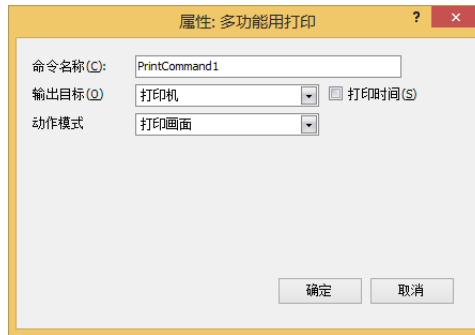 属性: 多功能用打印 ? ×
命令名称(C): PrintCommand1
输出目标(O) 打印机 打印时间(S)
动作模式 打印画面
确定 取消